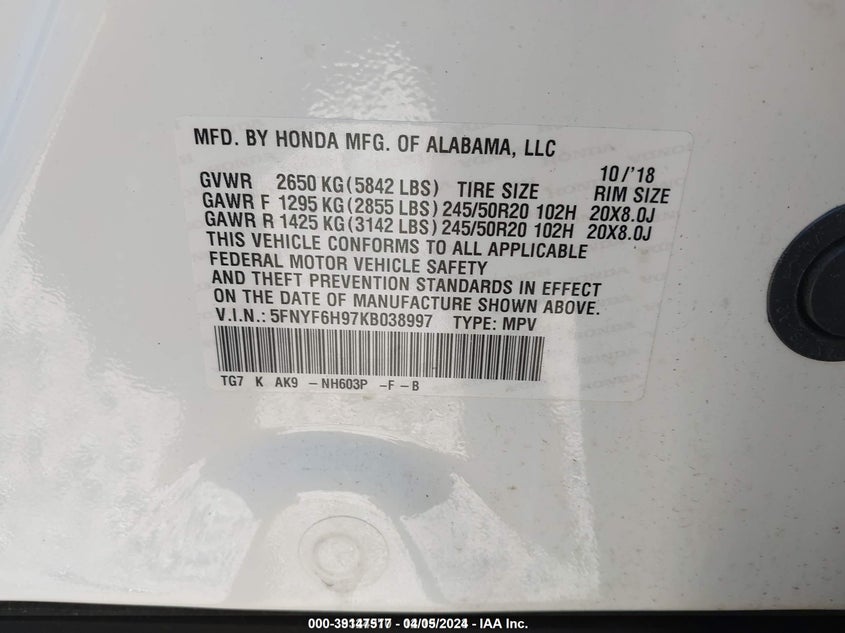 MFD. BY HONDA MFG. OF ALABAMA, LLC
10/'18
GVWR 2650 KG(5842 LBS) TIRE SIZE RIM SIZE
GAWR F 1295 KG(2855 LBS) 245/50R20 102H 20X8.0J
GAWR R 1425 KG(3142 LBS) 245/50R20 102H 20X8.0J
THIS VEHICLE CONFORMS TO ALL APPLICABLE
FEDERAL MOTOR VEHICLE SAFETY
AND THEFT PREVENTION STANDARDS IN EFFECT
ON THE DATE OF MANUFACTURE SHOWN ABOVE.
V.I.N.: 5FNYF6H97KB038997 TYPE: MPV
TG7 K AK9 -NH603P -F-B
- IAA Inc.